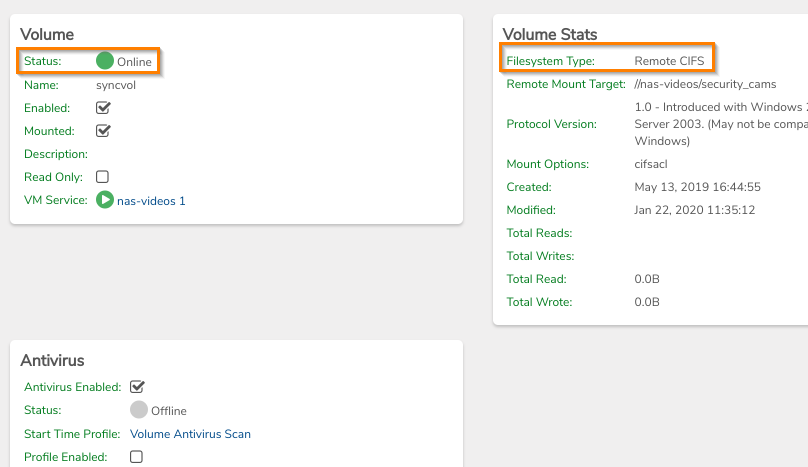 Volume
Status: Online
Name: syncvol
Enabled:
Mounted:
Description:
Read Only:
VM Service: nas-videos 1
Volume Stats
Filesystem Type: Remote CIFS
Remote Mount Target: //nas-videos/security_cams
1.0 - Introduced with Windows
Protocol Version: Server 2003. (May not be
Windows)
Mount Options: cifsacl
Created: May 13, 2019 16:44:55
Modified: Jan 22, 2020 11:35:12
Total Reads:
Total Writes:
Total Read: 0.0B
Total Wrote: 0.0B
Antivirus
Antivirus Enabled:
Status: Offline
Start Time Profile: Volume Antivirus Scan
Profile Enabled: